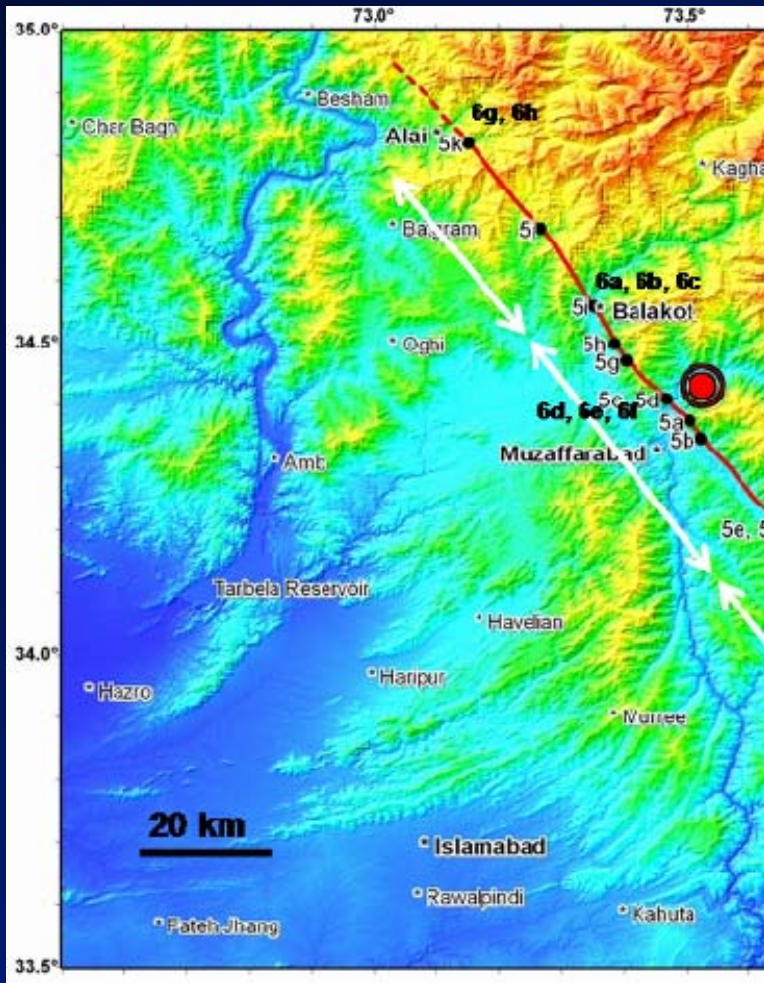 73.0°
73.5°
35.0°
Besham
Char Bagh
6g, 6h
Alai
5k
Kagha
Batgram
5j
6a, 6b, 6c
5i
Balakot
34.5°
Oghi
5h
5g
5c, 5d
6d, 6e, 6f
5a
5b
Muzaffarabad
Amb
5e, 5
Tarbela Reservoir
Havelian
34.0°
Haripur
Hazro
Murree
20 km
Islamabad
Rawalpindi
Kahuta
Fateh Jhang
33.5°